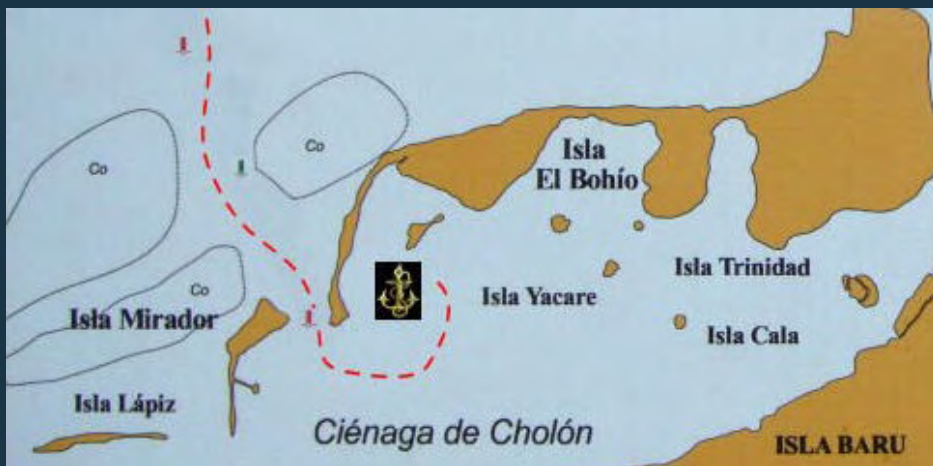 Co
Co
Isla
El Bohío
Isla Trinidad
Co
Isla Yacare
Isla Mirador
Isla Cala
Isla Lápiz
Ciénaga de Cholón
ISLA BARU